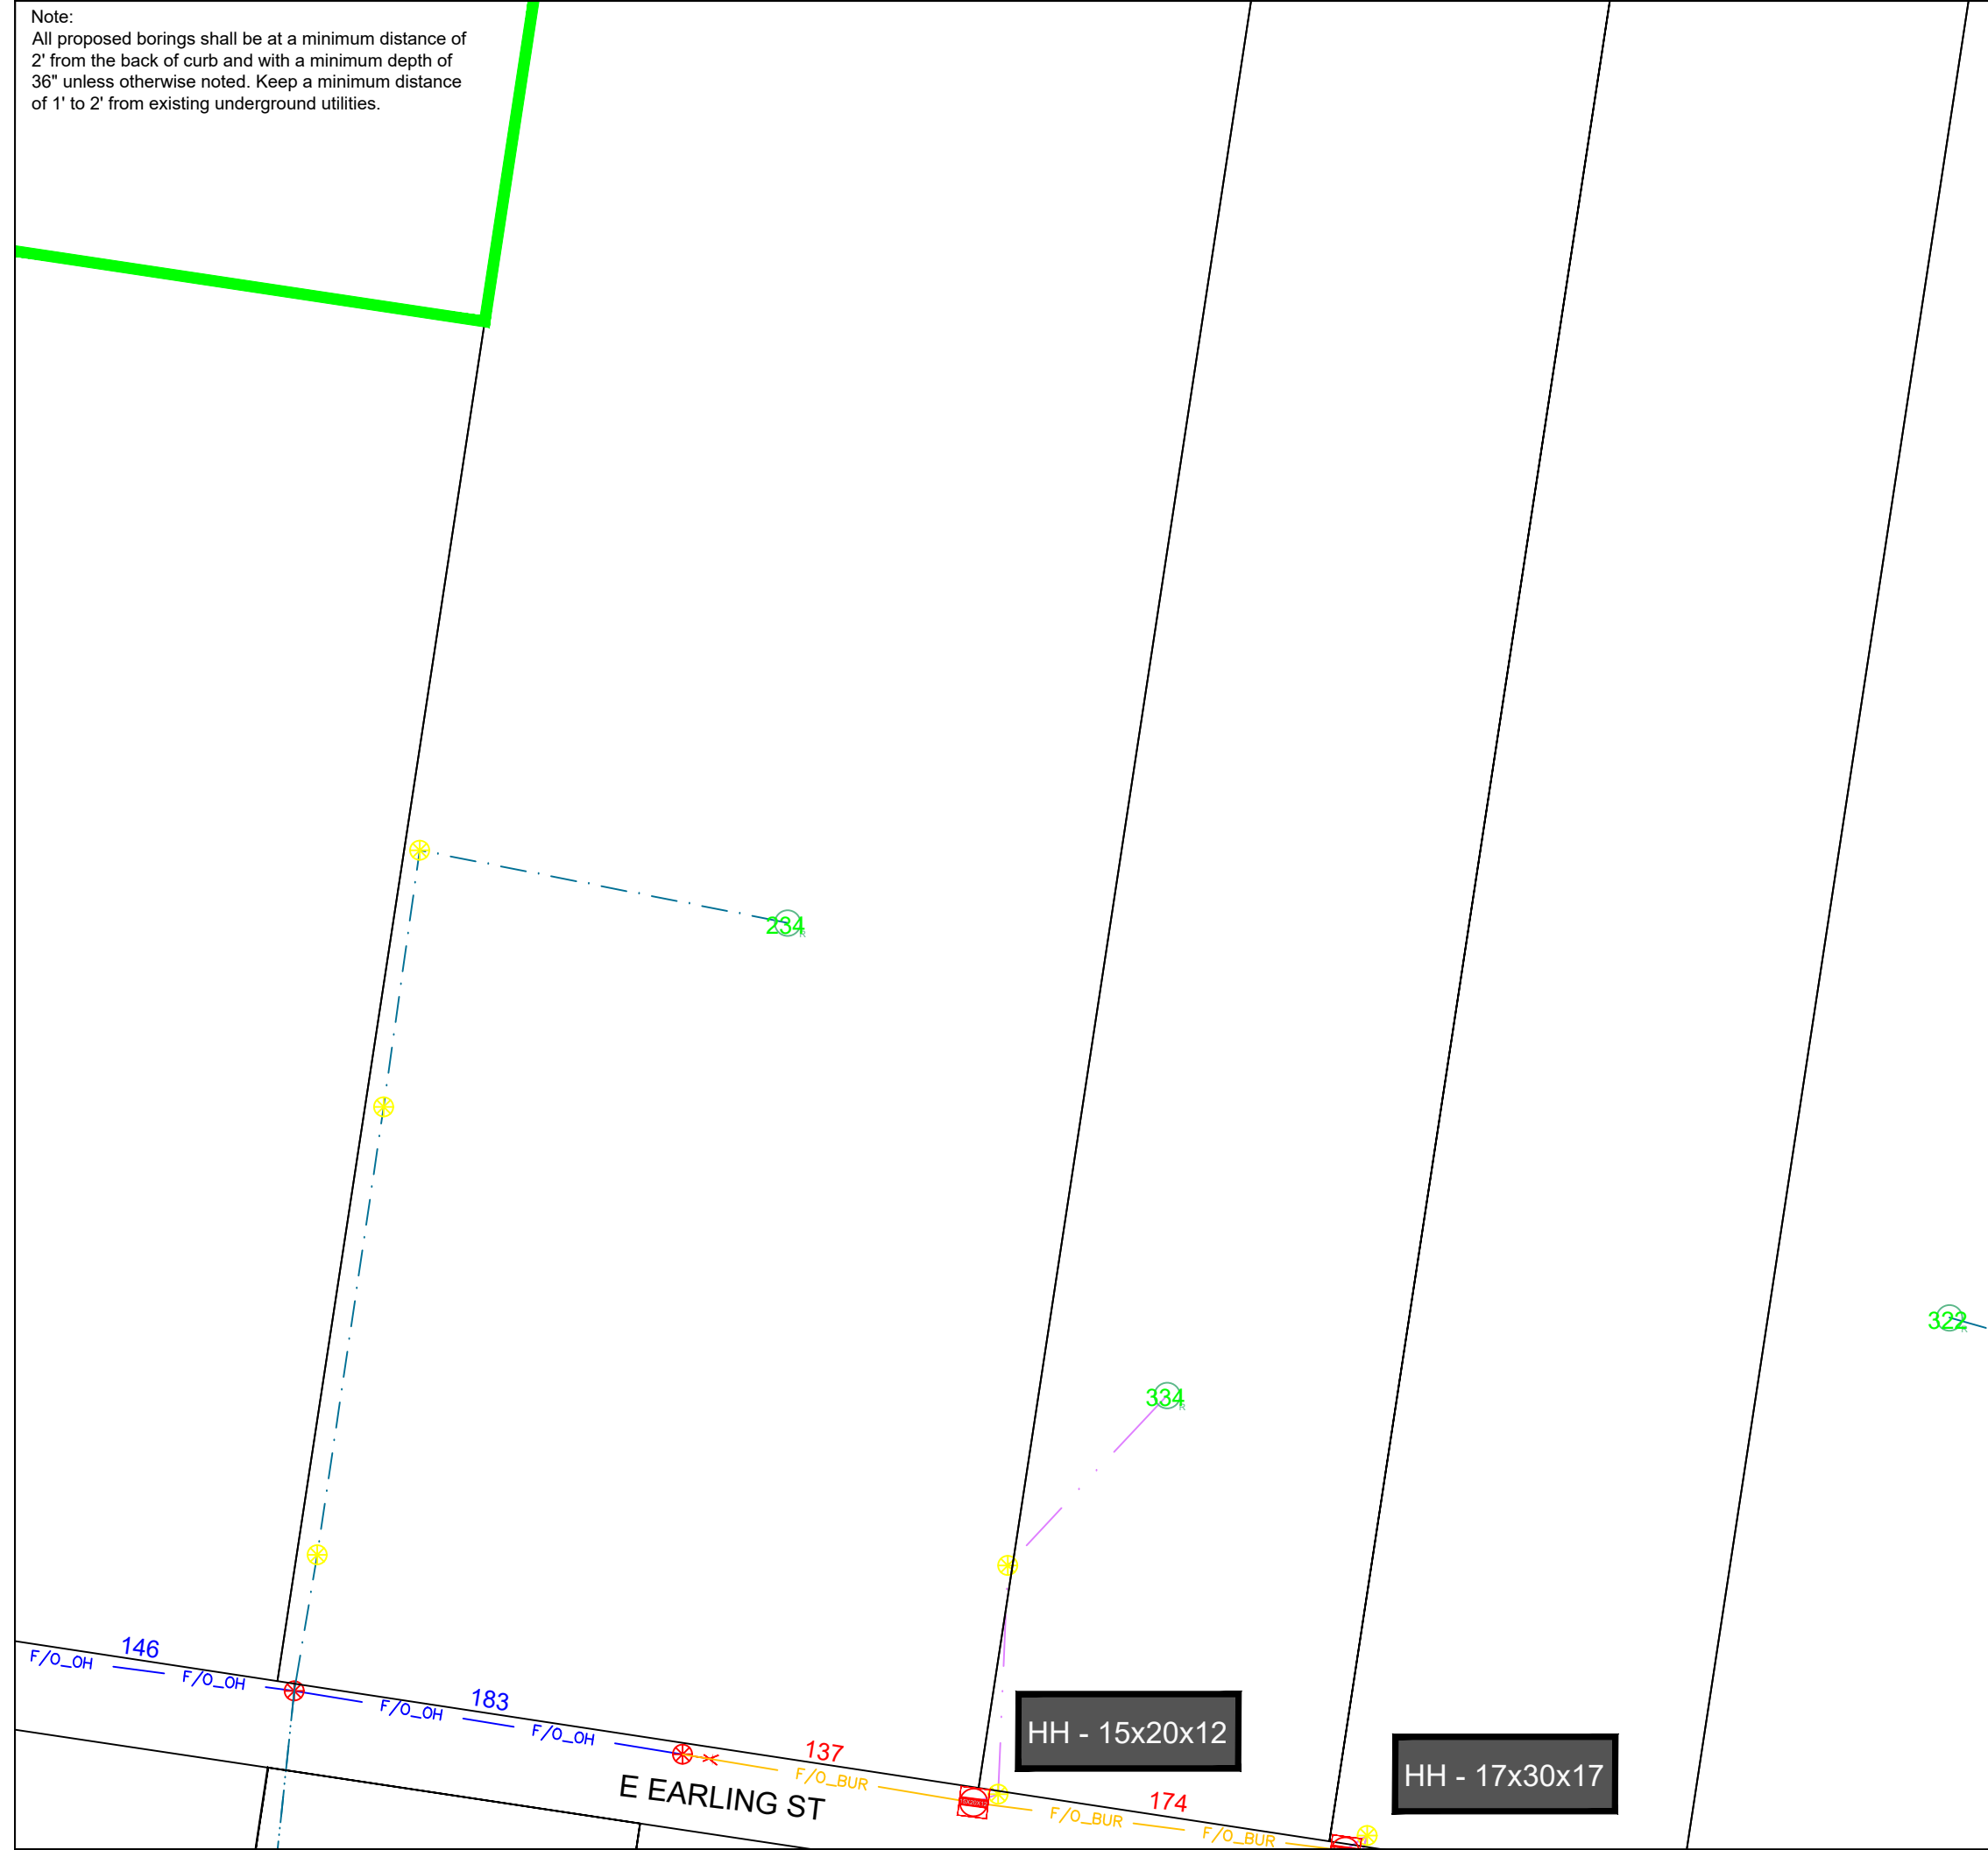 Note:
All proposed borings shall be at a minimum distance of
2' from the back of curb and with a minimum depth of
36" unless otherwise noted. Keep a minimum distance
of 1' to 2' from existing underground utilities.
234
R
322
R
334
R
146
F/O_OH
F/O_OH
183
F/O_OH
F/O_OH
137
F/O_BUR
E EARLING ST
HH - 15x20x12
174
F/O_BUR
F/O_BUR
HH - 17x30x17